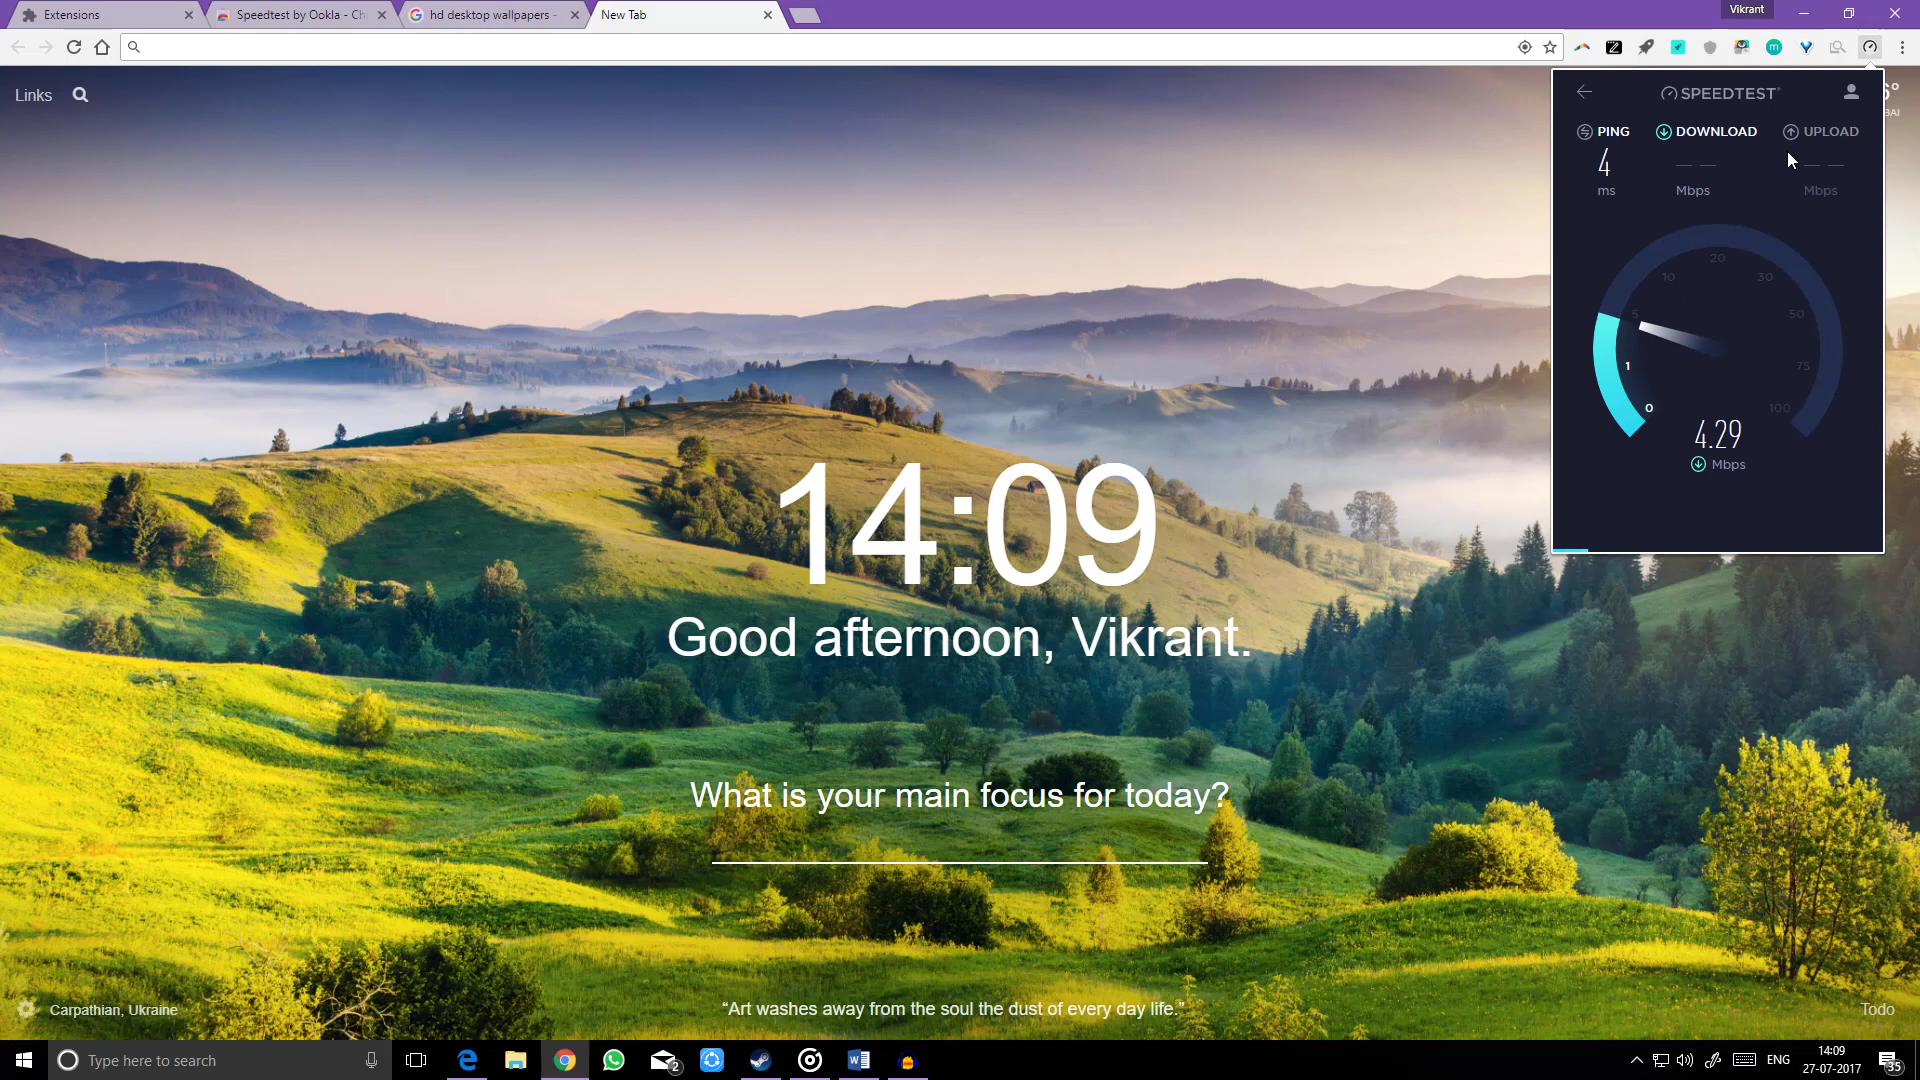 Extensions
Speedtest by Ookla - Ch
hd desktop wallpapers -
New Tab
Vikrant
Links
SPEEDTEST
PING
DOWNLOAD
UPLOAD
4
ms
Mbps
Mbps
0
1
5
10
20
30
50
75
100
4.29
Mbps
6°
BAI
14:09
Good afternoon, Vikrant.
What is your main focus for today?
Carpathian, Ukraine
“Art washes away from the soul the dust of every day life.”
Todo
Type here to search
2
ENG
14:09
27-07-2017
35